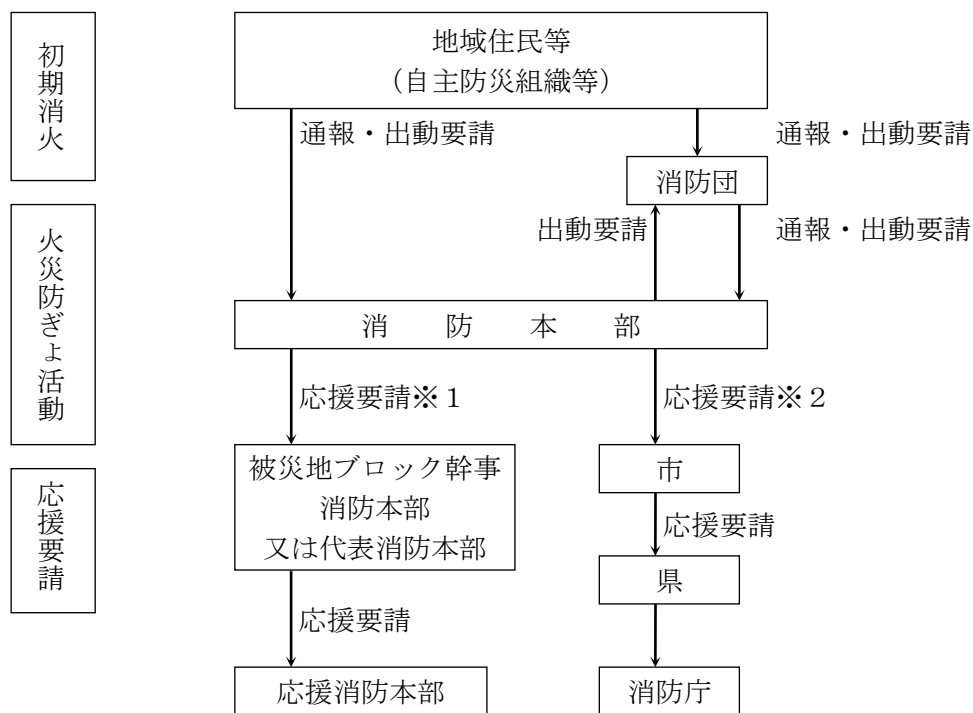 初期消火
地域住民等
（自主防災組織等）
通報・出動要請
通報・出動要請
消防団
火災防ぎょ活動
出動要請
通報・出動要請
消防本部
応援要請※１
応援要請※２
応援要請
被災地ブロック幹事
消防本部
又は代表消防本部
市
応援要請
県
応援要請
応援消防本部
消防庁